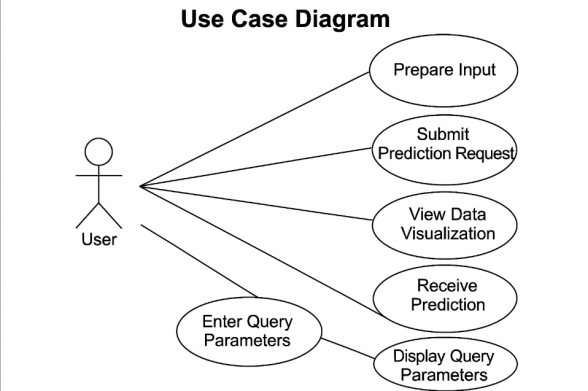 Use Case Diagram
Prepare Input
Submit
Prediction Request
View Data
Visualization
User
Receive
Prediction
Enter Query
Parameters
Display Query
Parameters